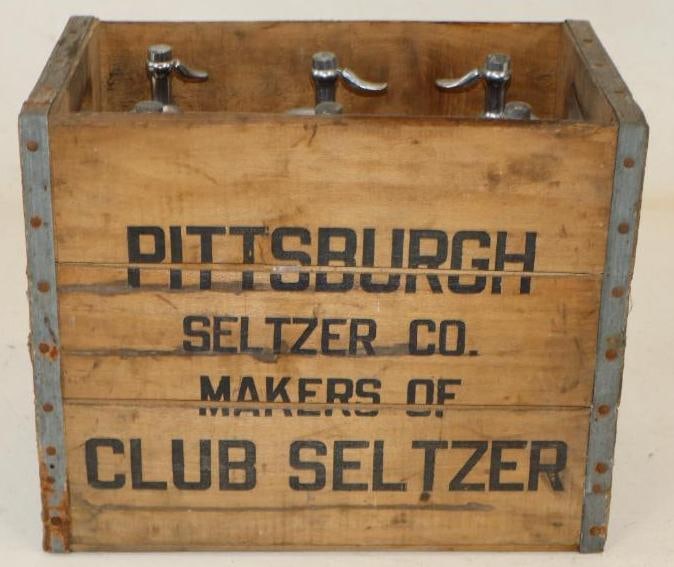 PITTSBURGH
SELTZER CO.
MAKERS OF
CLUB SELTZER